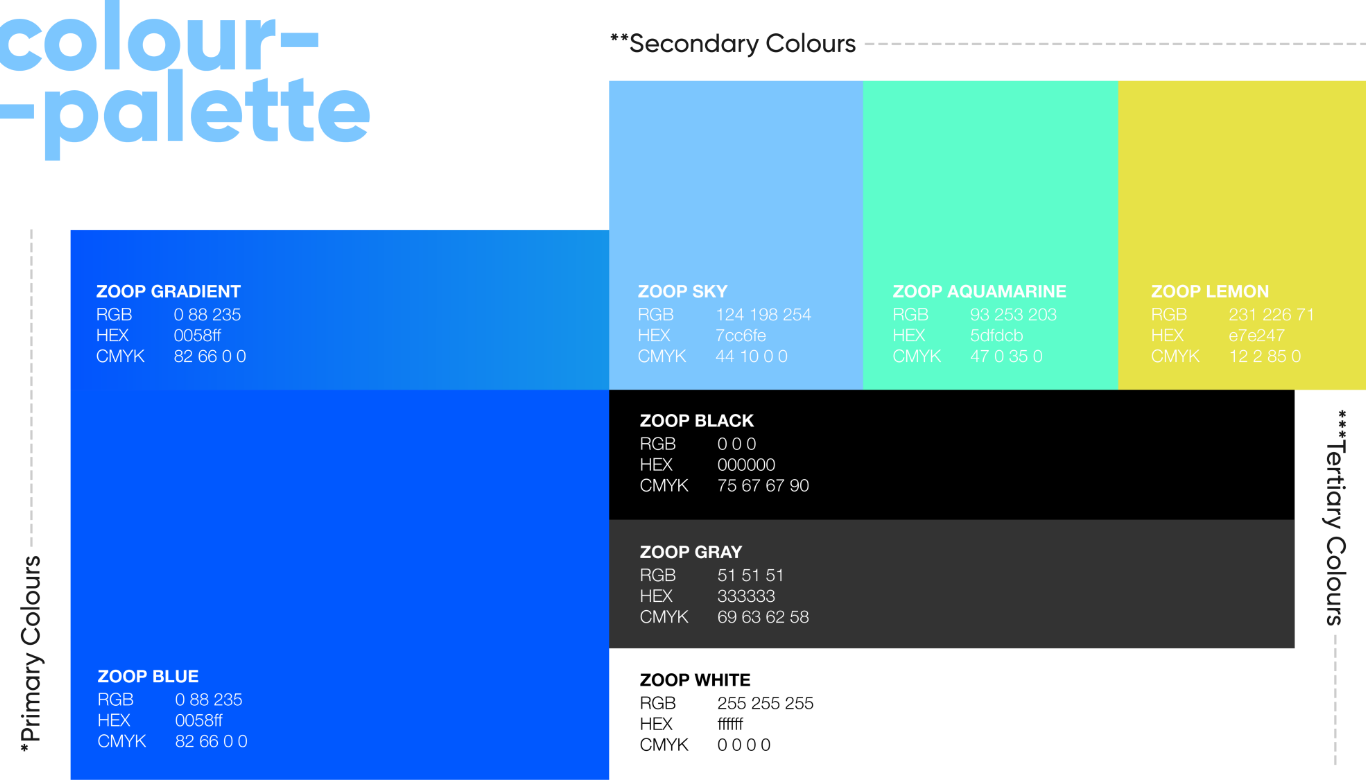 colour-
-palette
**Secondary Colours
ZOOP GRADIENT
RGB 0 88 235
HEX 0058ff
CMYK 82 66 0 0
ZOOP SKY
RGB 124 198 254
HEX 7cc6fe
CMYK 44 10 0 0
ZOOP AQUAMARINE
RGB 93 253 203
HEX 5dfdcb
CMYK 47 0 35 0
ZOOP LEMON
RGB 231 226 71
HEX e7e247
CMYK 12 2 85 0
ZOOP BLACK
RGB 0 0 0
HEX 000000
CMYK 75 67 67 90
***Tertiary Colours
ZOOP GRAY
RGB 51 51 51
HEX 333333
CMYK 69 63 62 58
*Primary Colours
ZOOP BLUE
RGB 0 88 235
HEX 0058ff
CMYK 82 66 0 0
ZOOP WHITE
RGB 255 255 255
HEX ffffff
CMYK 0 0 0 0